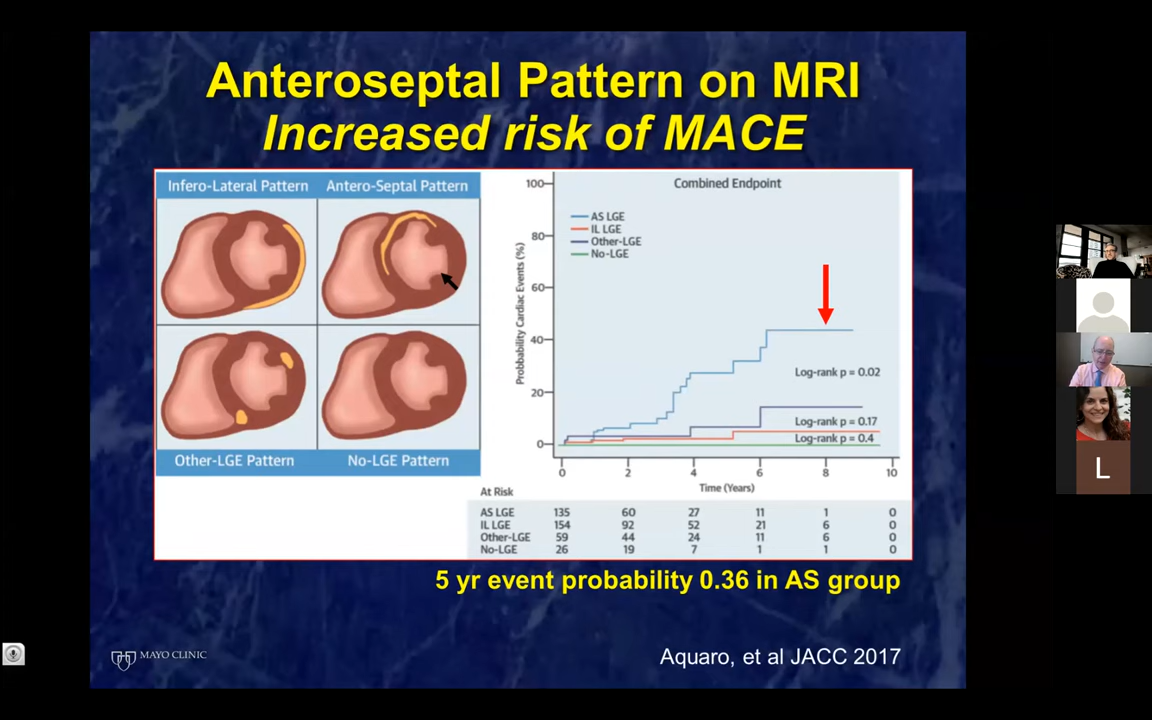 Anteroseptal Pattern on MRI
Increased risk of MACE
Infero-Lateral Pattern
Antero-Septal Pattern
Other-LGE Pattern
No-LGE Pattern
Combined Endpoint
Probbability Cardiac Events (%)
100
80
60
40
20
0
AS LGE
IL LGE
Other-LGE
No-LGE
Log-rank p = 0.02
Log-rank p = 0.17
Log-rank p = 0.4
0 2 4 6 8 10
Time (Years)
At Risk
AS LGE 135 60 27 11 1 0
IL LGE 154 92 52 21 6 0
Other-LGE 59 44 24 11 6 0
No-LGE 26 19 7 1 1 0
5 yr event probability 0.36 in AS group
MAYO CLINIC
Aquaro, et al JACC 2017
L